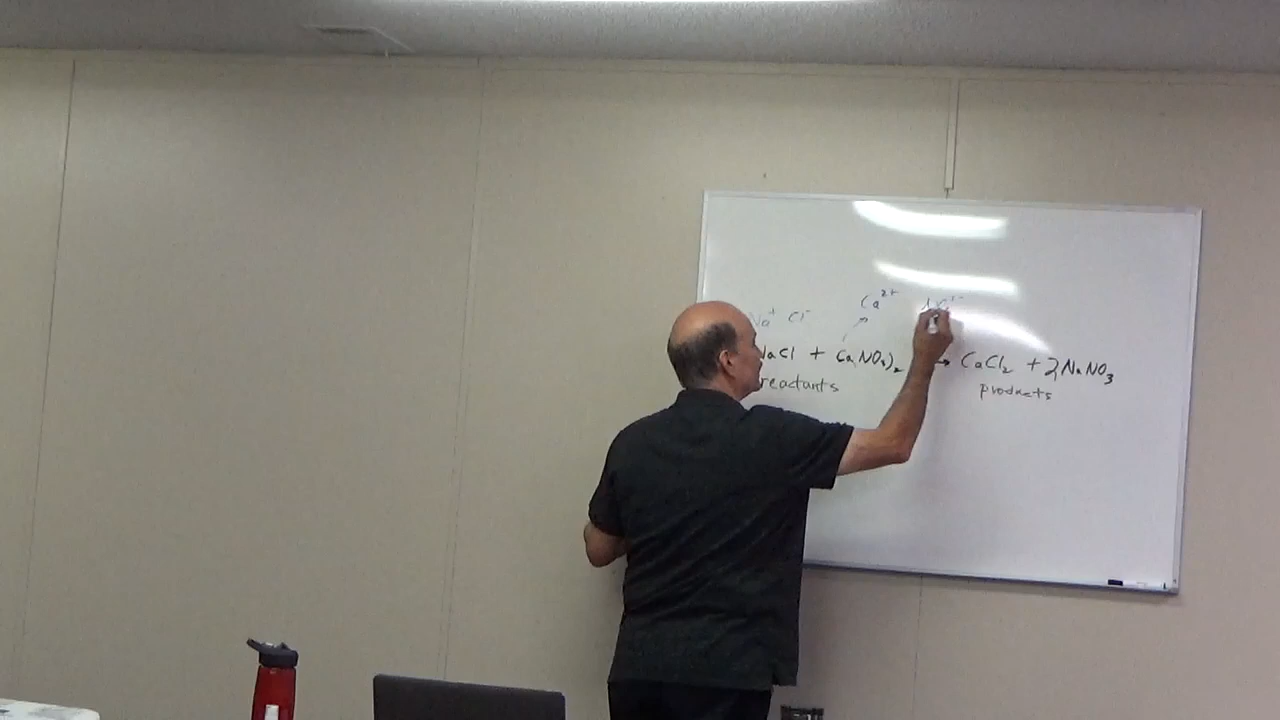 Ca²⁺
Na⁺ Cl⁻
NaCl + Ca(NO₃)₂ → CaCl₂ + 2NaNO₃
reactants products